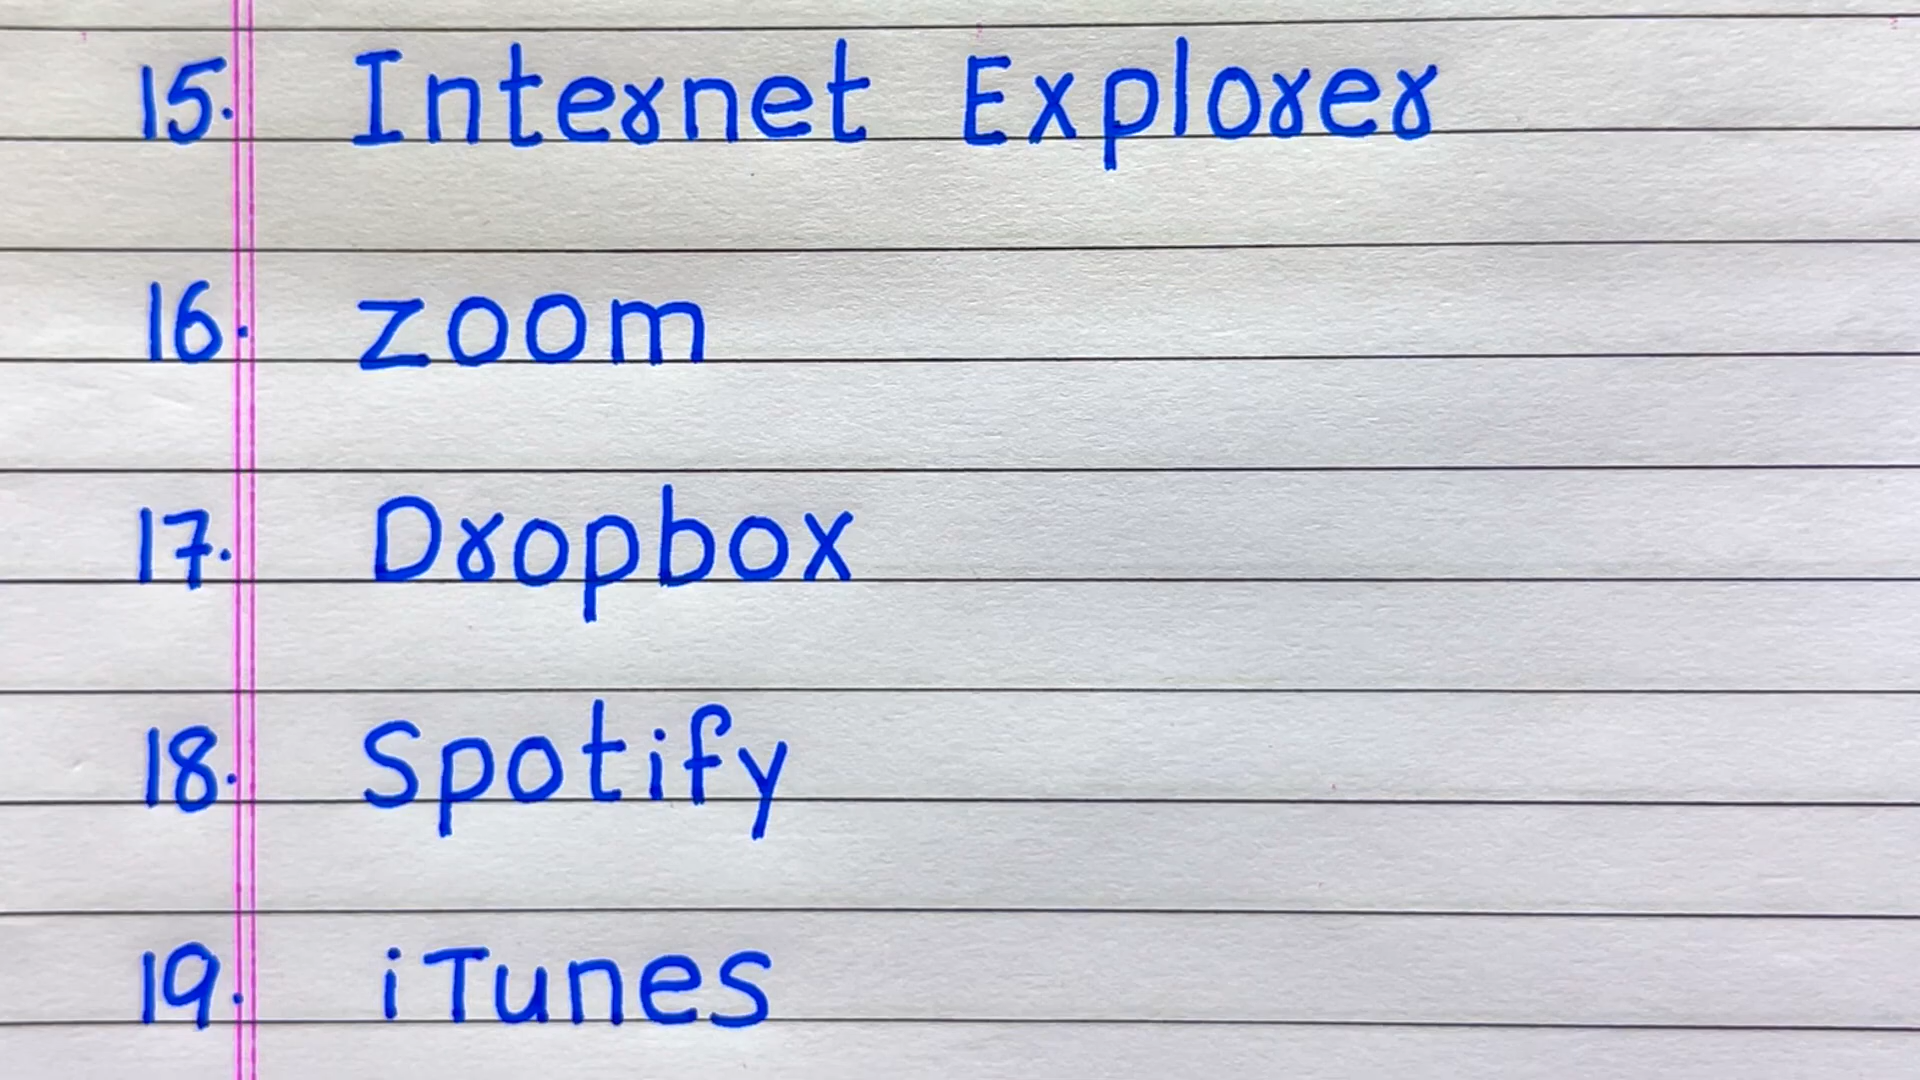 15. Internet Explorer
16. Zoom
17. Dropbox
18. Spotify
19. iTunes